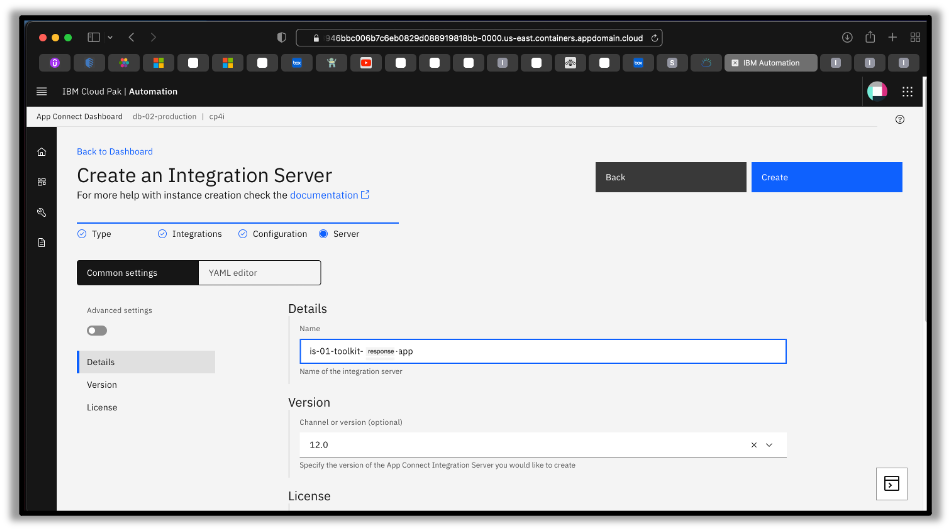 946bbc006b7c6eb0829d088919818bb-0000.us-east.containers.appdomain.cloud
box
box
I
S
IBM Automation
I
I
I
IBM Cloud Pak | Automation
App Connect Dashboard db-02-production | cp4i
Back to Dashboard
Create an Integration Server
For more help with instance creation check the documentation
Back
Create
Type
Integrations
Configuration
Server
Common settings
YAML editor
Advanced settings
Details
Version
License
Details
Name
is-01-toolkit- response -app
Name of the integration server
Version
Channel or version (optional)
12.0
Specify the version of the App Connect Integration Server you would like to create
License